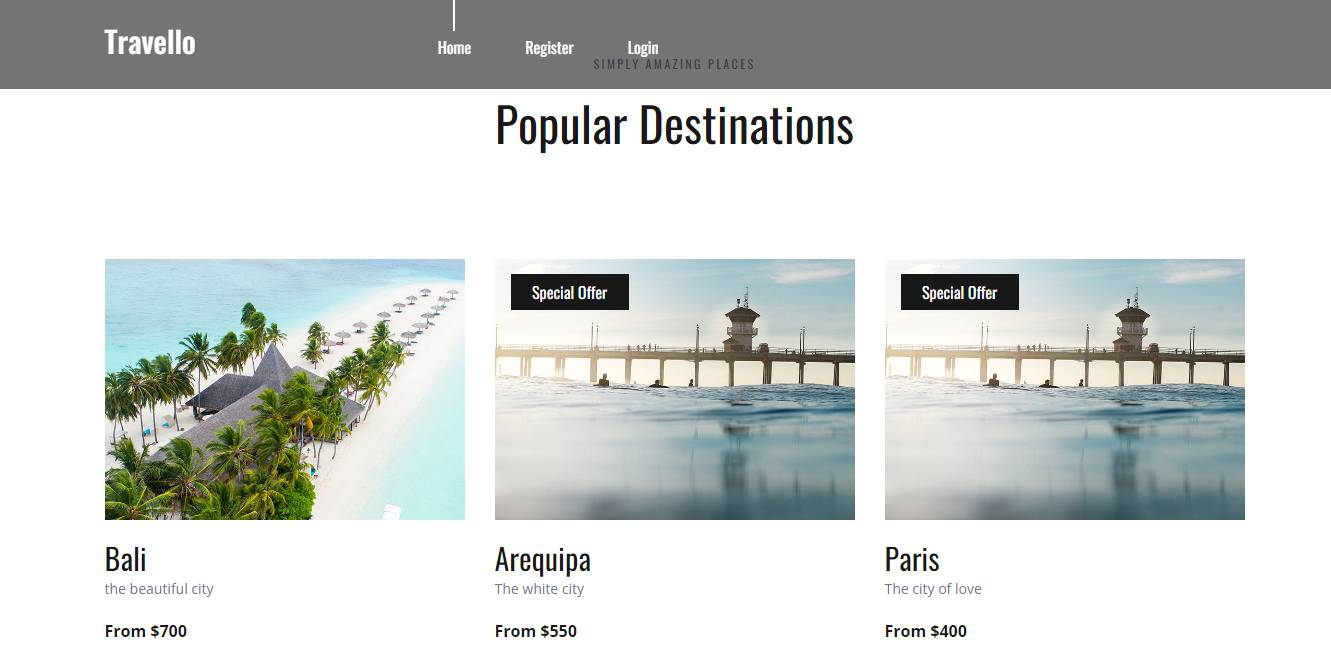 Travello
Home Register Login
SIMPLY AMAZING PLACES
Popular Destinations
Special Offer
Special Offer
Bali
the beautiful city
From $700
Arequipa
The white city
From $550
Paris
The city of love
From $400